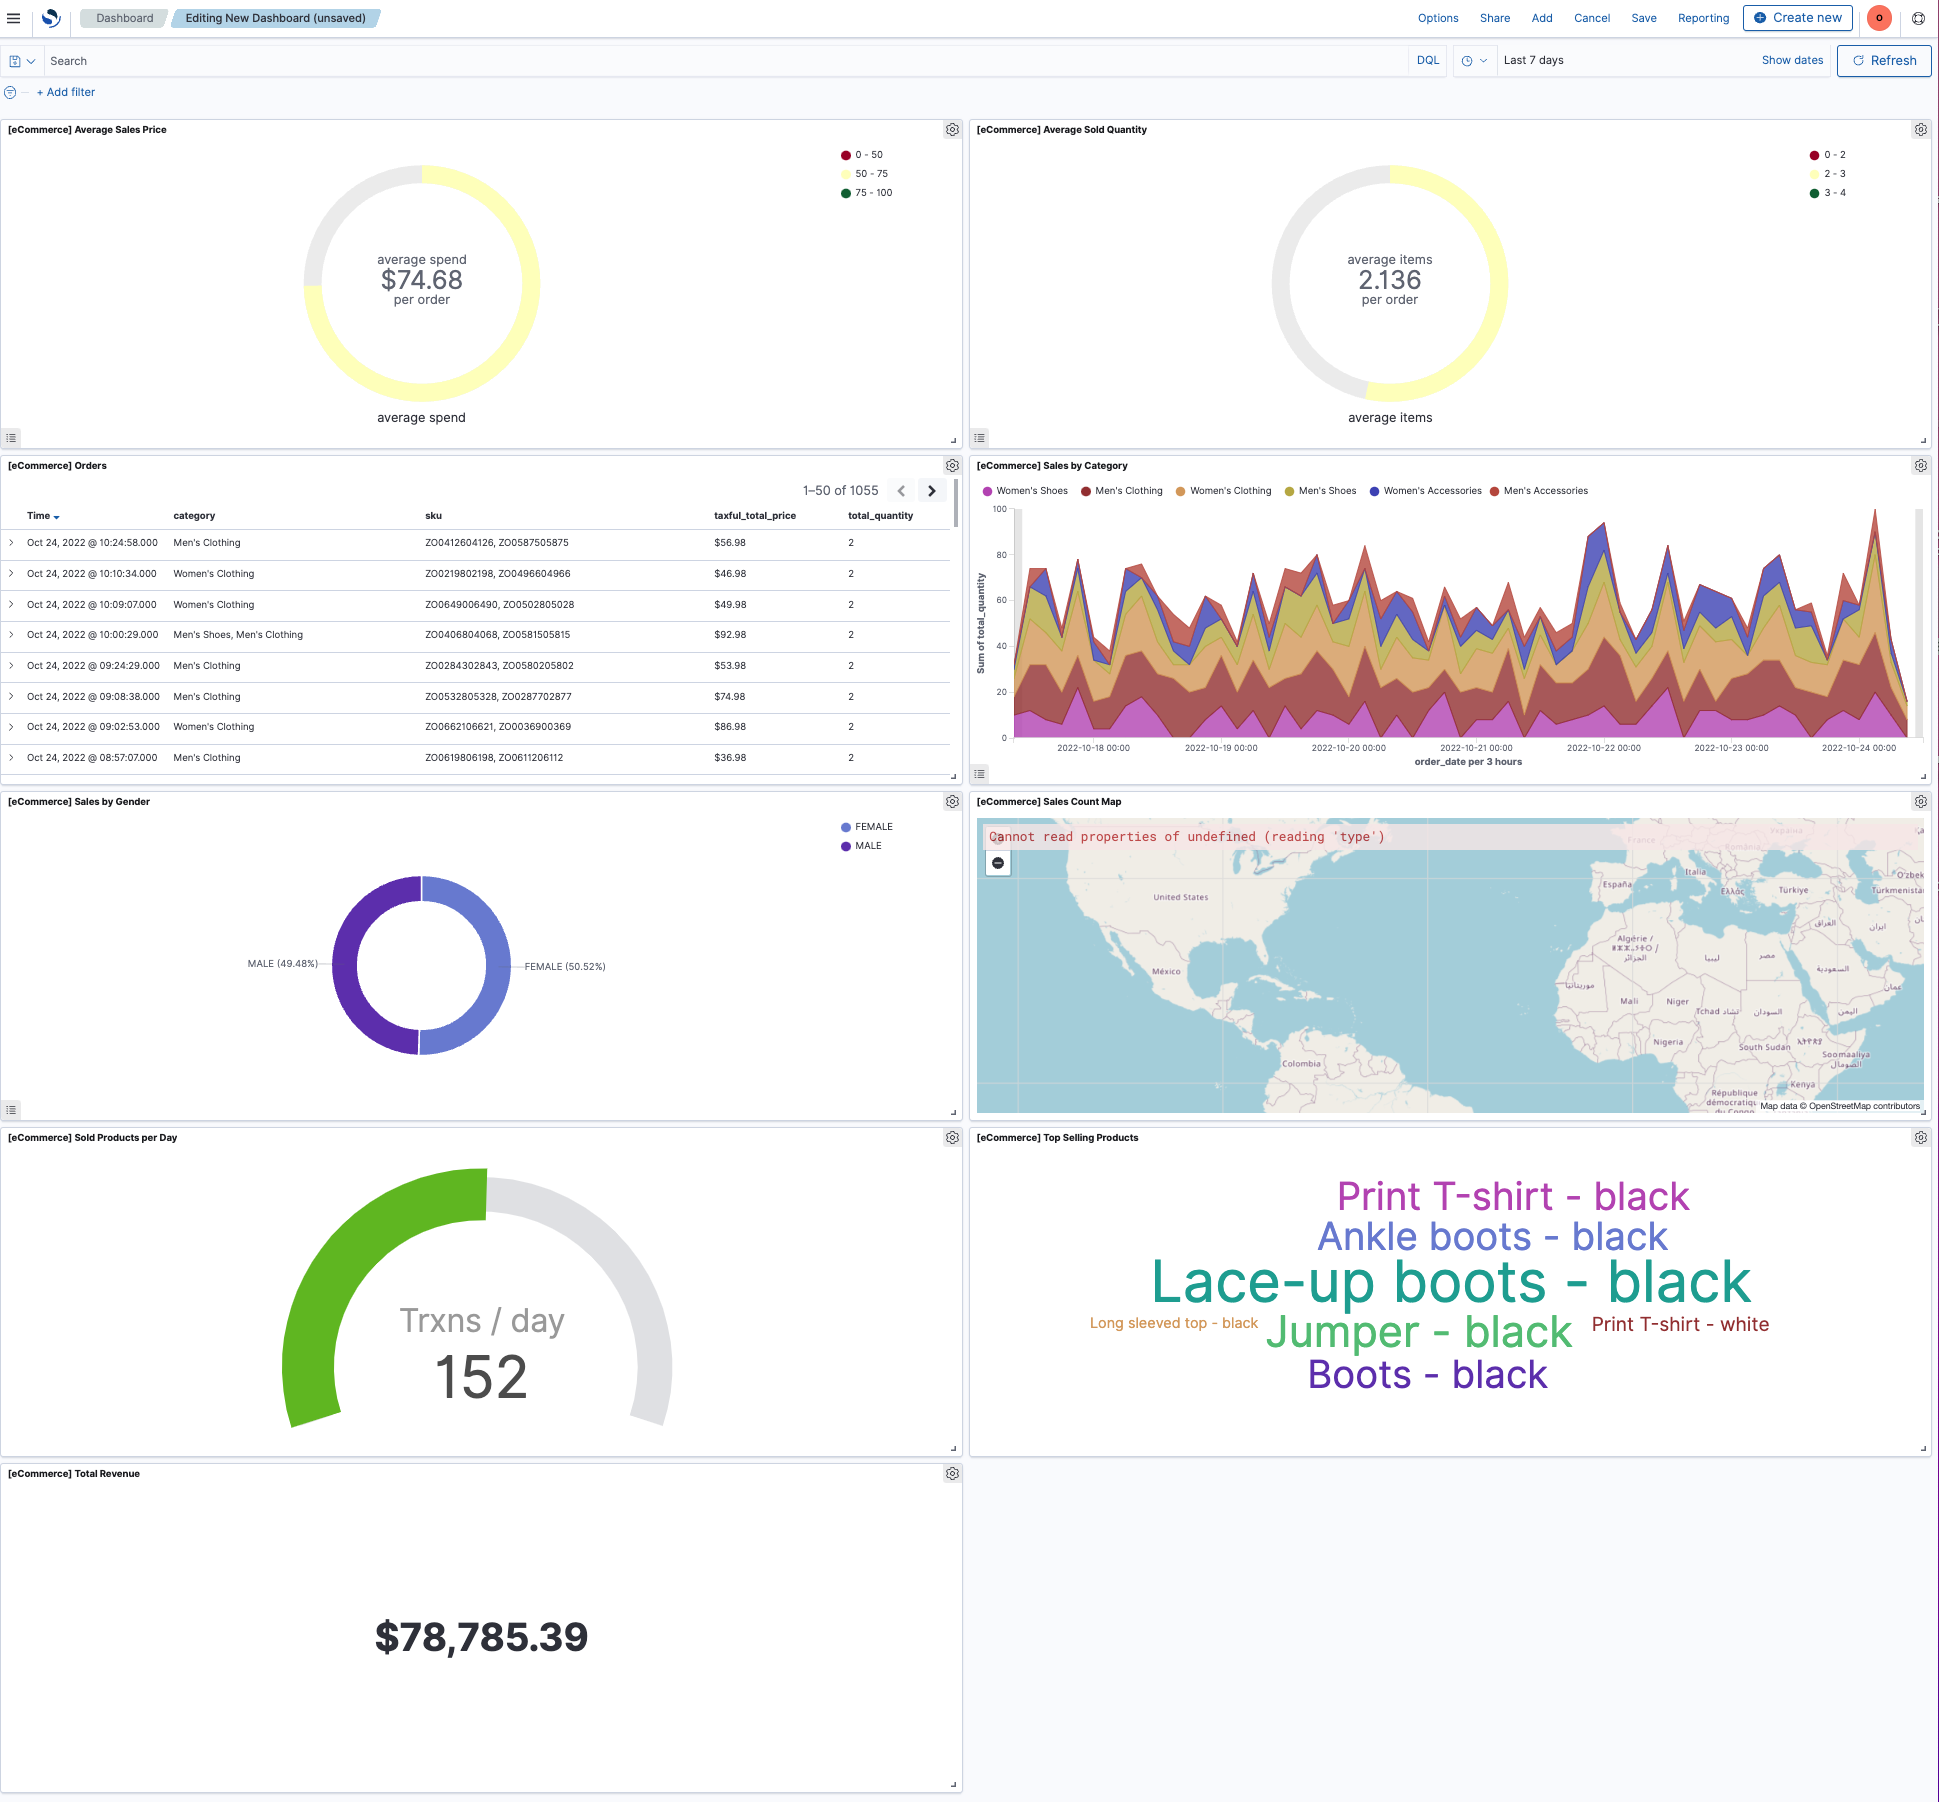 Dashboard
Editing New Dashboard (unsaved)
Options Share Add Cancel Save Reporting Create new O
Search DQL Last 7 days Show dates Refresh
+ Add filter
[eCommerce] Average Sales Price
0 - 50
50 - 75
75 - 100
average spend
$74.68
per order
average spend
[eCommerce] Average Sold Quantity
0 - 2
2 - 3
3 - 4
average items
2.136
per order
average items
[eCommerce] Orders
1–50 of 1055
Time category sku taxful_total_price total_quantity
Oct 24, 2022 @ 10:24:58.000 Men's Clothing ZO0412604126, ZO0587505875 $56.98 2
Oct 24, 2022 @ 10:10:34.000 Women's Clothing ZO0219802198, ZO0496604966 $46.98 2
Oct 24, 2022 @ 10:09:07.000 Women's Clothing ZO0649006490, ZO0502805028 $49.98 2
Oct 24, 2022 @ 10:00:29.000 Men's Shoes, Men's Clothing ZO0406804068, ZO0581505815 $92.98 2
Oct 24, 2022 @ 09:24:29.000 Men's Clothing ZO0284302843, ZO0580205802 $53.98 2
Oct 24, 2022 @ 09:08:38.000 Men's Clothing ZO0532805328, ZO0287702877 $74.98 2
Oct 24, 2022 @ 09:02:53.000 Women's Clothing ZO0662106621, ZO0036900369 $86.98 2
Oct 24, 2022 @ 08:57:07.000 Men's Clothing ZO0619806198, ZO0611206112 $36.98 2
[eCommerce] Sales by Category
Women's Shoes Men's Clothing Women's Clothing Men's Shoes Women's Accessories Men's Accessories
Sum of total_quantity
100
80
60
40
20
0
2022-10-18 00:00 2022-10-19 00:00 2022-10-20 00:00 2022-10-21 00:00 2022-10-22 00:00 2022-10-23 00:00 2022-10-24 00:00
order_date per 3 hours
[eCommerce] Sales by Gender
FEMALE
MALE
MALE (49.48%)
FEMALE (50.52%)
[eCommerce] Sales Count Map
Cannot read properties of undefined (reading 'type')
Україна
France
România
Italia
España
Ελλάς
Türkiye
United States
العراق
ایران
Algérie /
الجزائر
ليبيا
مصر
السعودية
México
موريتانيا
عمان
Mali
Niger
Tchad تشاد
السودان
اليمن
Nigeria
South Sudan
Soomaaliya
الصومال
Colombia
Kenya
République
démocratique
du Congo
Map data © OpenStreetMap contributors
[eCommerce] Sold Products per Day
Trxns / day
152
[eCommerce] Top Selling Products
Print T-shirt - black
Ankle boots - black
Lace-up boots - black
Long sleeved top - black
Jumper - black
Print T-shirt - white
Boots - black
[eCommerce] Total Revenue
$78,785.39